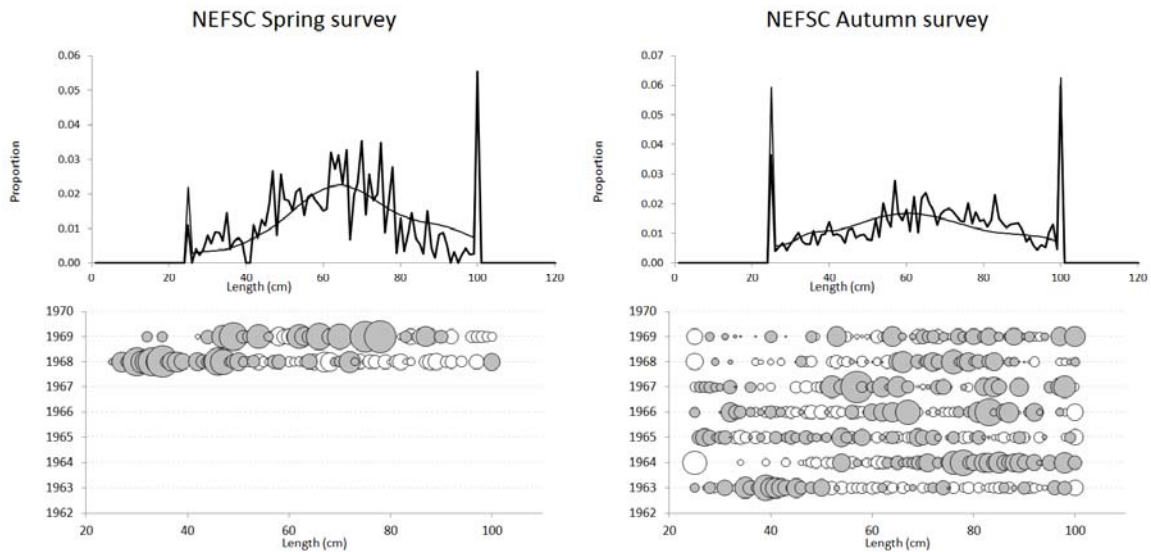 NEFSC Spring survey
0.06
0.05
0.04
0.03
0.02
0.01
0.00
Proportion
0 20 40 60 80 100 120
Length (cm)
1970
1969
1968
1967
1966
1965
1964
1963
1962
20 40 60 80 100
Length (cm)
NEFSC Autumn survey
0.07
0.06
0.05
0.04
0.03
0.02
0.01
0.00
Proportion
0 20 40 60 80 100 120
Length (cm)
1970
1969
1968
1967
1966
1965
1964
1963
1962
20 40 60 80 100
Length (cm)